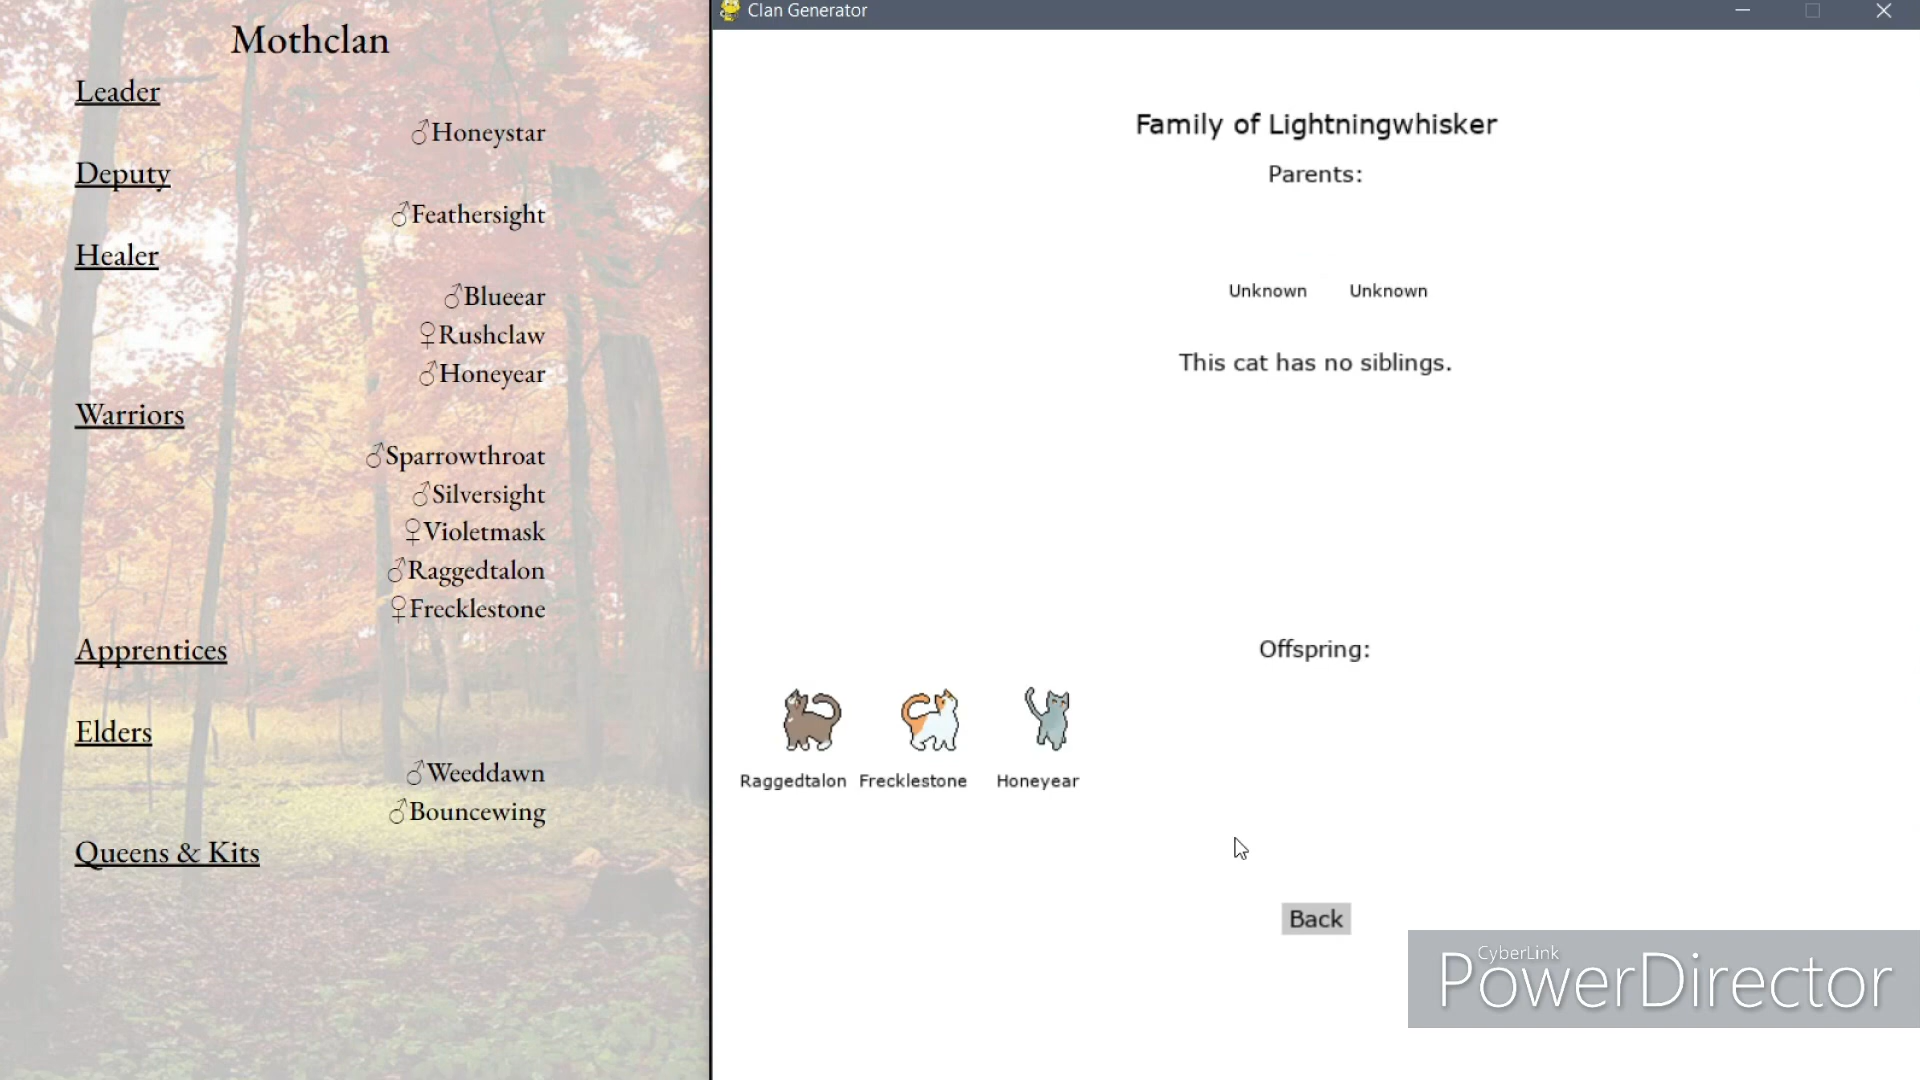 Mothclan
Leader
♂Honeystar
Deputy
♂Feathersight
Healer
♂Blueear
♀Rushclaw
♂Honeyear
Warriors
♂Sparrowthroat
♂Silversight
♀Violetmask
♂Raggedtalon
♀Frecklestone
Apprentices
Elders
♂Weeddawn
♂Bouncewing
Queens & Kits
Clan Generator
Family of Lightningwhisker
Parents:
Unknown Unknown
This cat has no siblings.
Offspring:
Raggedtalon Frecklestone Honeyear
Back
CyberLink
PowerDirector